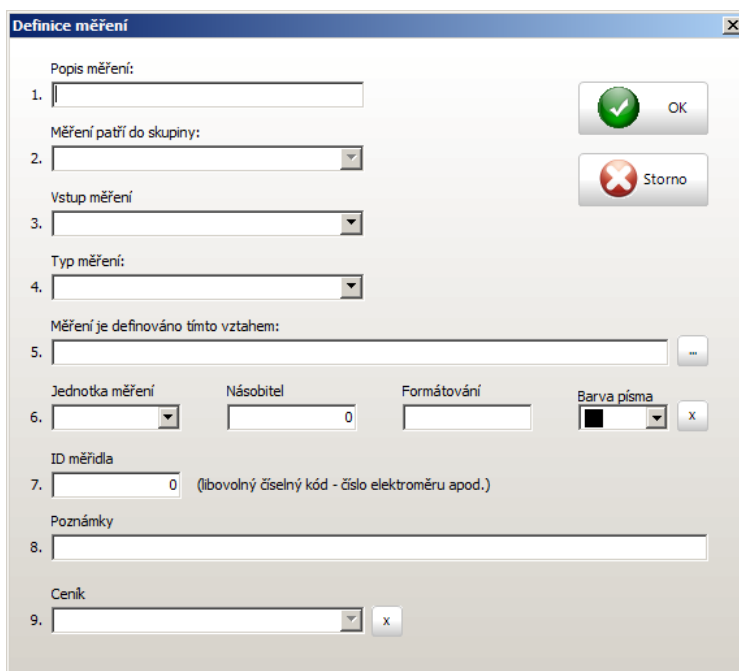 Definice měření
Popis měření:
1.
OK
Měření patří do skupiny:
2.
Storno
Vstup měření
3.
Typ měření:
4.
Měření je definováno tímto vztahem:
5. ...
Jednotka měření Násobitel Formátování Barva písma
6. 0 x
ID měřidla
7. 0 (libovolný číselný kód - číslo elektroměru apod.)
Poznámky
8.
Ceník
9. x